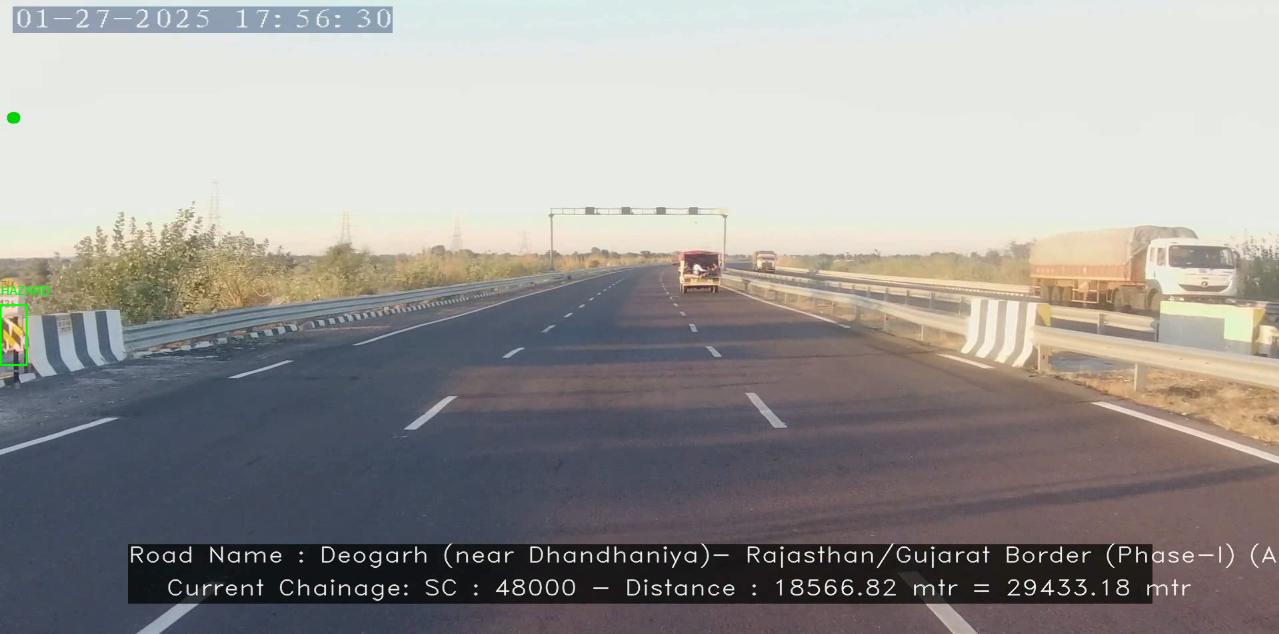 01-27-2025 17:56:30
HAZARD
Road Name : Deogarh (near Dhandhaniya)- Rajasthan/Gujarat Border (Phase-I) (A
Current Chainage: SC : 48000 - Distance : 18566.82 mtr = 29433.18 mtr